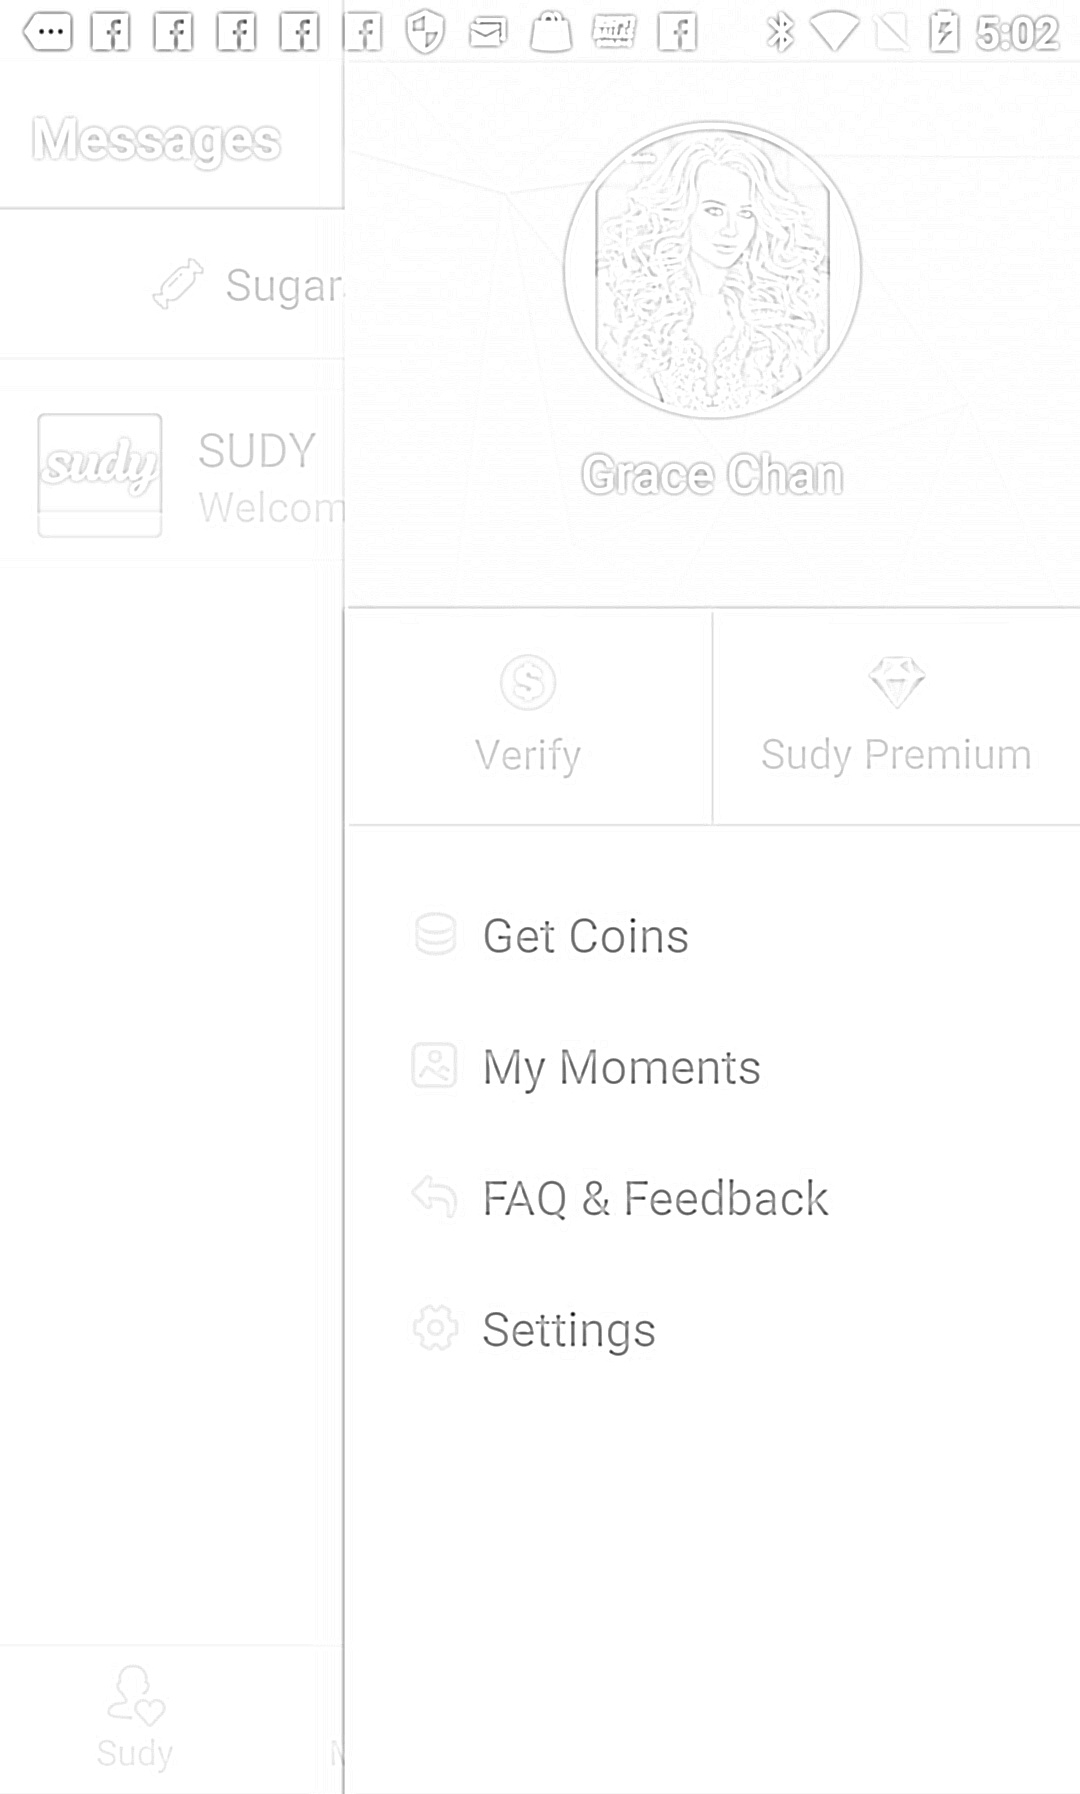 5:02
Messages
Sugar
sudy
SUDY
Welcom
Grace Chan
Verify
Sudy Premium
Get Coins
My Moments
FAQ & Feedback
Settings
Sudy